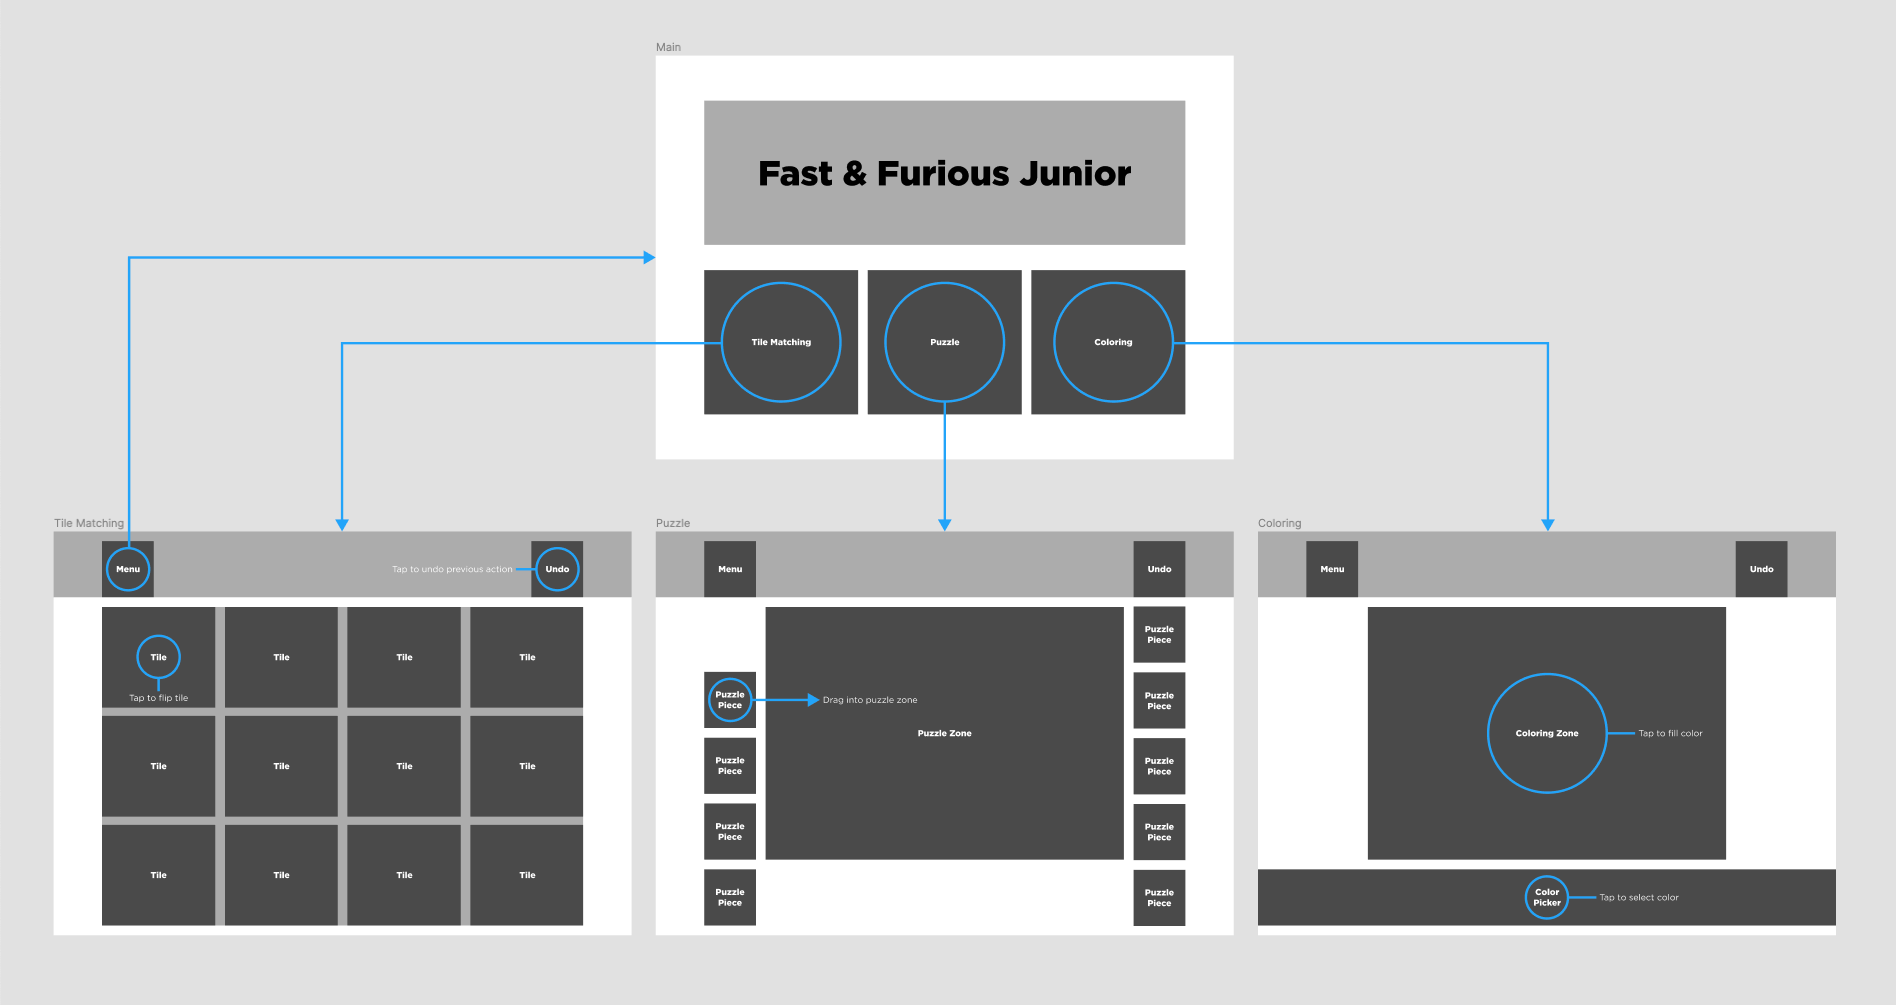 Main
Fast & Furious Junior
Tile Matching
Puzzle
Coloring
Tile Matching
Menu
Tap to undo previous action
Undo
Tile
Tile
Tile
Tile
Tap to flip tile
Tile
Tile
Tile
Tile
Tile
Tile
Tile
Tile
Puzzle
Menu
Undo
Puzzle
Piece
Drag into puzzle zone
Puzzle
Piece
Puzzle
Piece
Puzzle
Piece
Puzzle Zone
Puzzle
Piece
Puzzle
Piece
Puzzle
Piece
Puzzle
Piece
Puzzle
Piece
Coloring
Menu
Undo
Coloring Zone
Tap to fill color
Color
Picker
Tap to select color